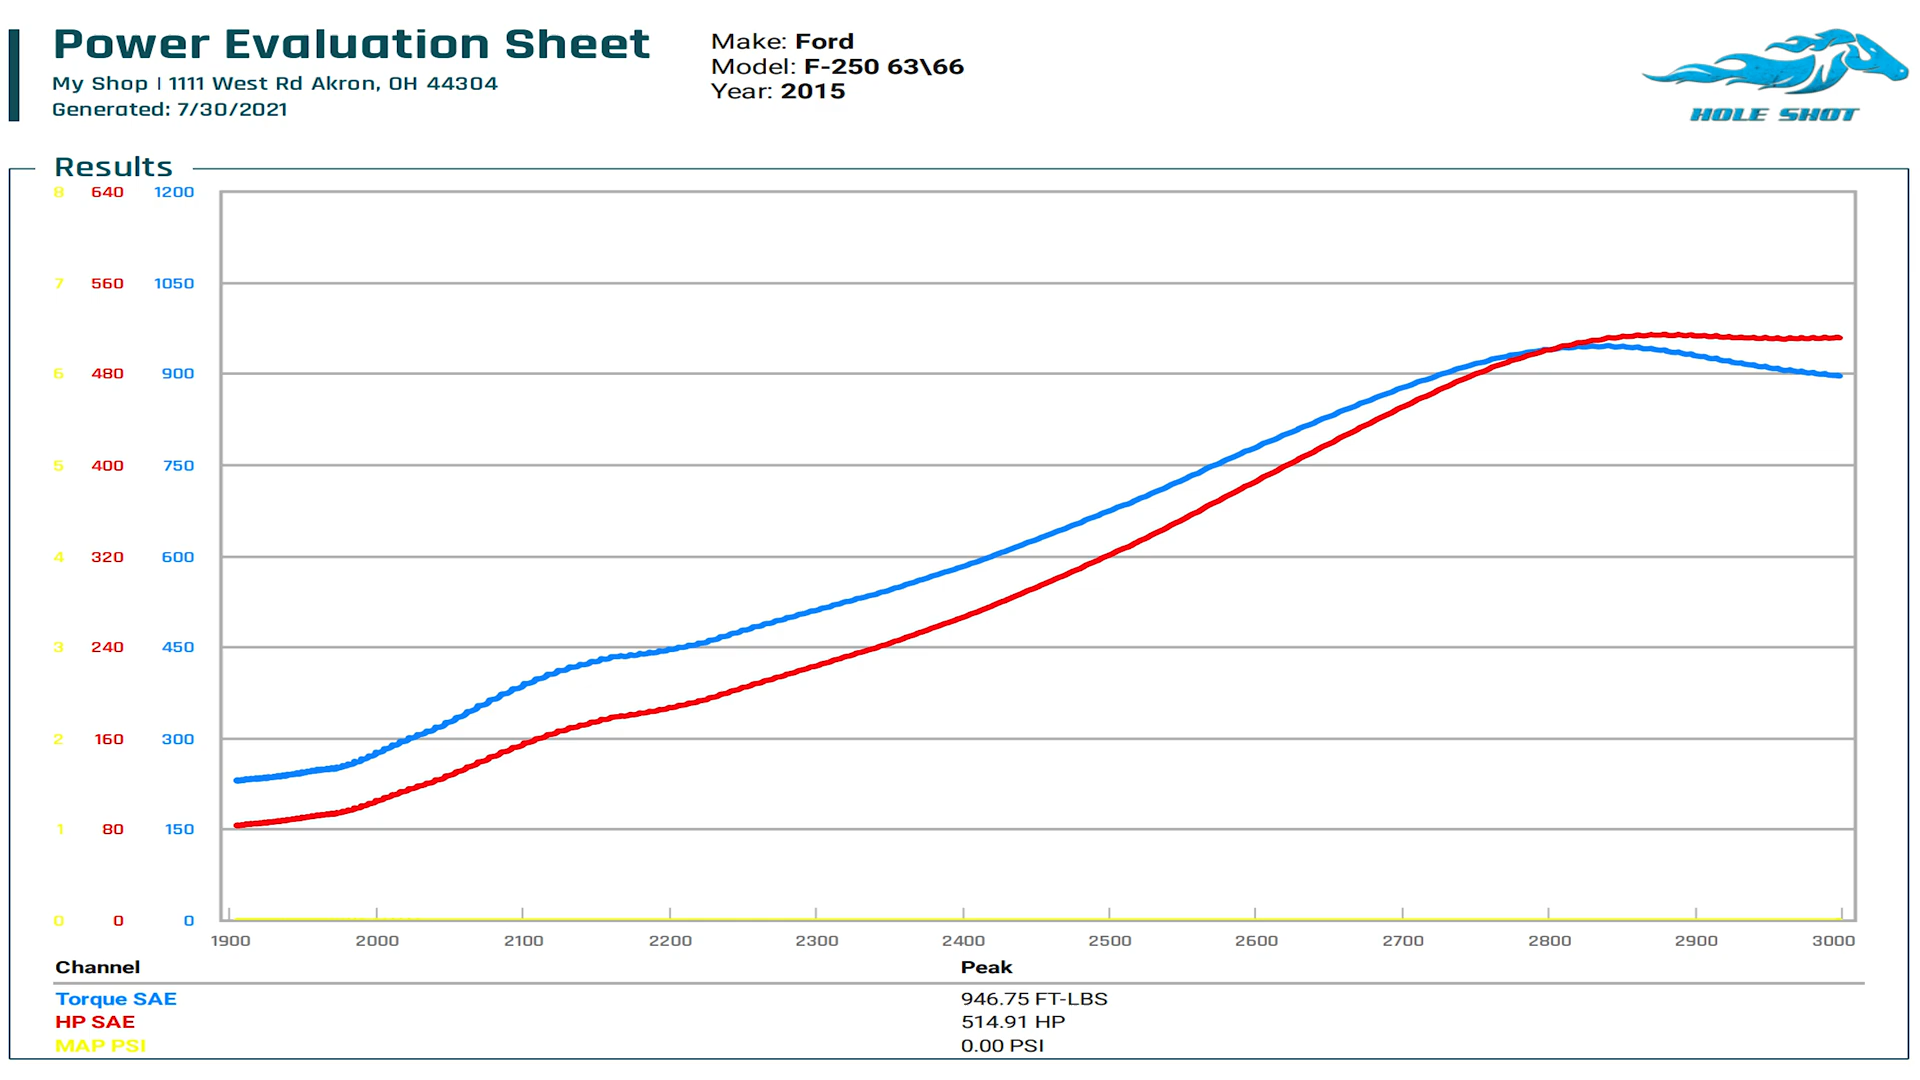 Power Evaluation Sheet
My Shop | 1111 West Rd Akron, OH 44304
Generated: 7/30/2021
Make: Ford
Model: F-250 63\66
Year: 2015
HOLE SHOT
Results
8 640 1200
7 560 1050
6 480 900
5 400 750
4 320 600
3 240 450
2 160 300
1 80 150
0 0 0
1900 2000 2100 2200 2300 2400 2500 2600 2700 2800 2900 3000
Channel Peak
Torque SAE 946.75 FT-LBS
HP SAE 514.91 HP
MAP PSI 0.00 PSI